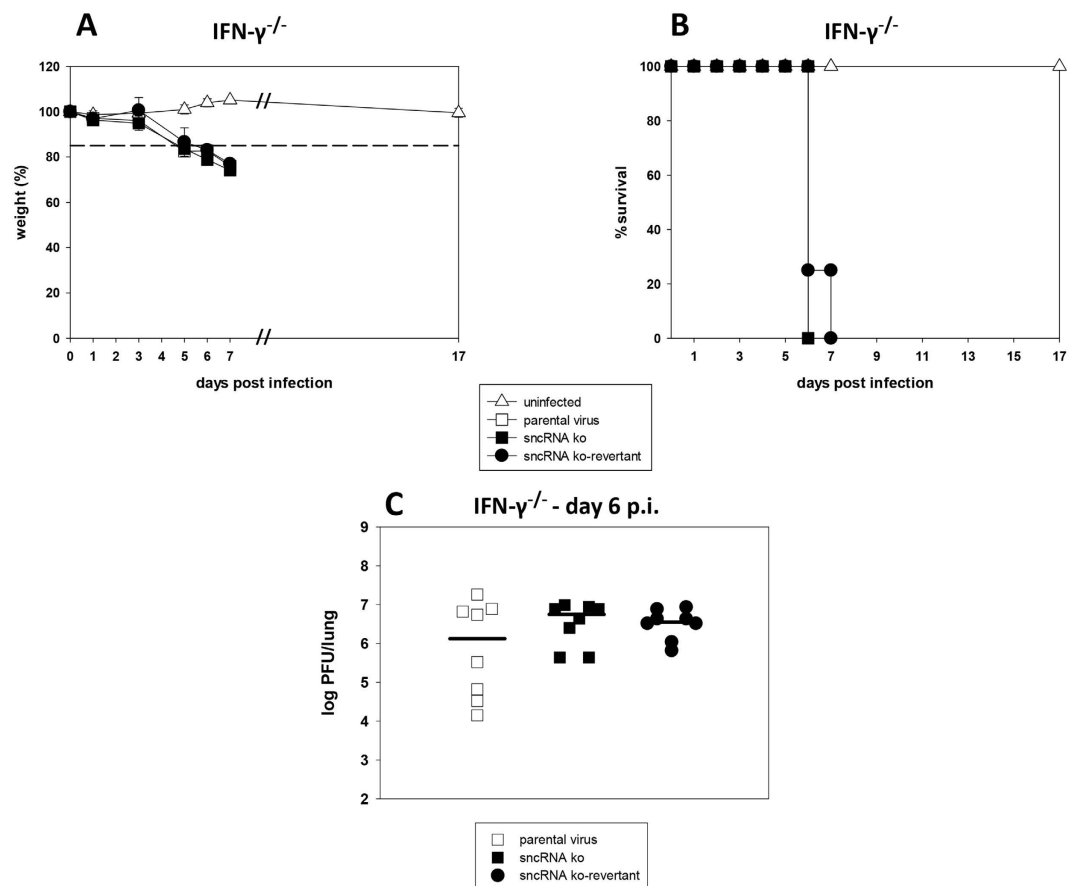 A
IFN-γ-/-
120
100
80
60
40
20
0
weight (%)
0 1 2 3 4 5 6 7 17
days post infection
B
IFN-γ-/-
100
80
60
40
20
0
% survival
1 3 5 7 9 11 13 15 17
days post infection
uninfected
parental virus
sncRNA ko
sncRNA ko-revertant
C
IFN-γ-/- - day 6 p.i.
9
8
7
6
5
4
3
2
log PFU/lung
parental virus
sncRNA ko
sncRNA ko-revertant